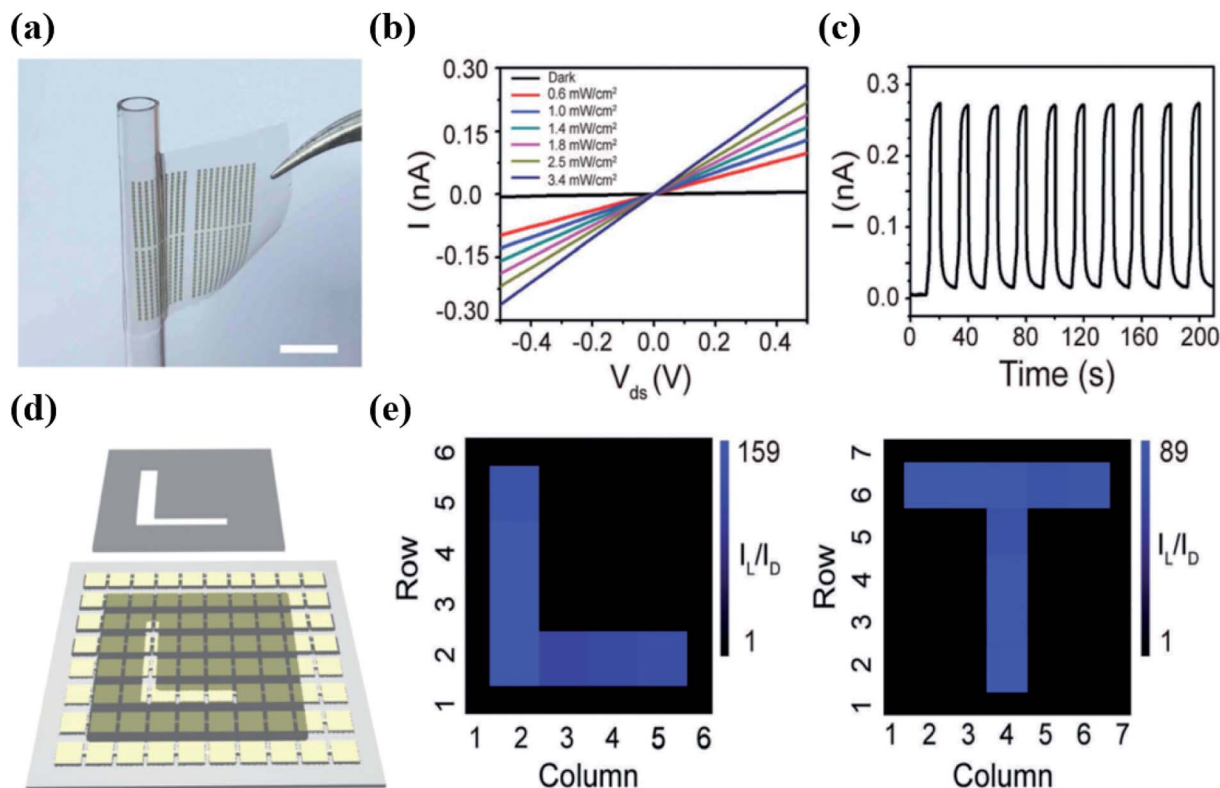 (a)
(b)
(c)
I (nA)
0.30
0.15
0.0
-0.15
-0.30
Dark
0.6 mW/cm²
1.0 mW/cm²
1.4 mW/cm²
1.8 mW/cm²
2.5 mW/cm²
3.4 mW/cm²
-0.4 -0.2 0.0 0.2 0.4
V_ds (V)
I (nA)
0.3
0.2
0.1
0.0
0 40 80 120 160 200
Time (s)
(d)
(e)
Row
6
5
4
3
2
1
1 2 3 4 5 6
Column
159
I_L/I_D
1
Row
7
6
5
4
3
2
1
1 2 3 4 5 6 7
Column
89
I_L/I_D
1